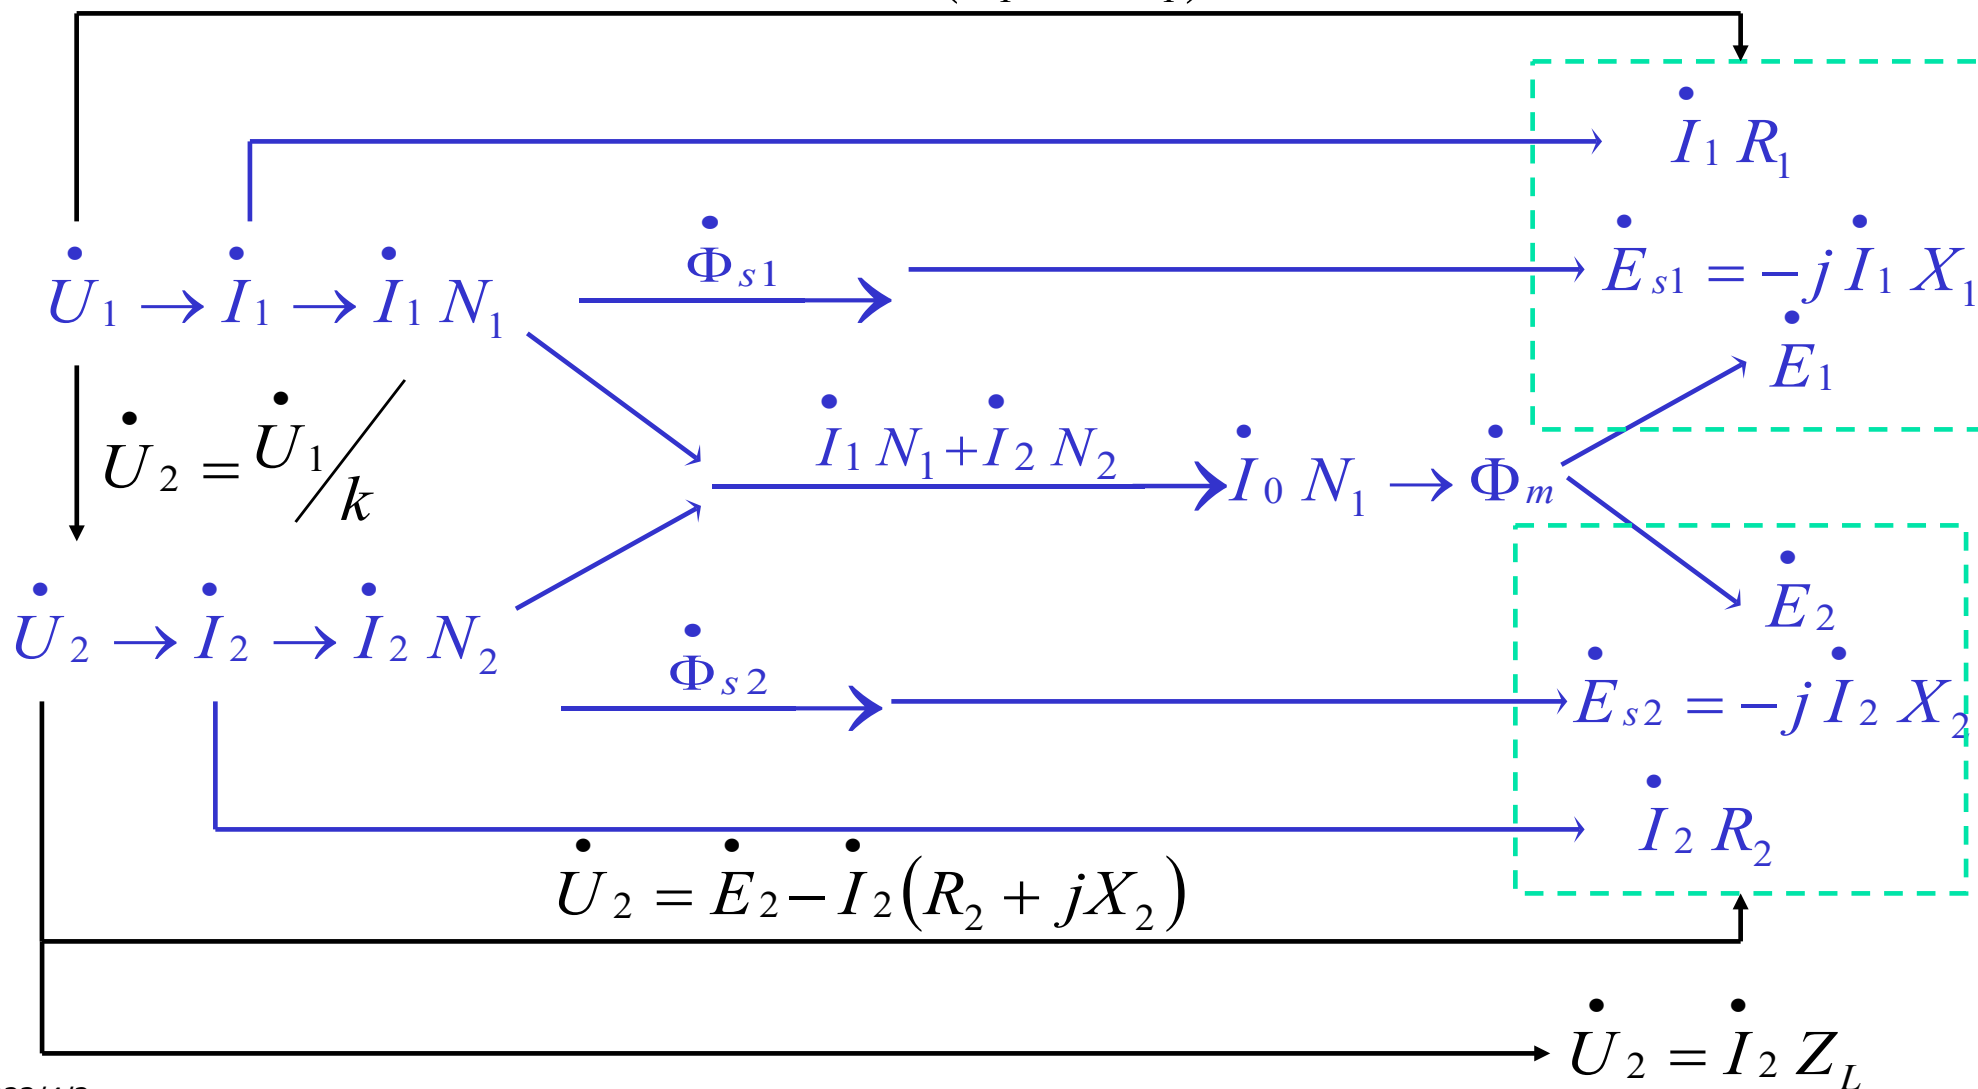 İ₁ R₁
Φ̇ₛ₁
U̇₁ → İ₁ → İ₁ N₁
Ėₛ₁ = −j İ₁ X₁
Ė₁
U̇₂ = U̇₁ / k
İ₁ N₁ + İ₂ N₂
İ₀ N₁ → Φ̇ₘ
Ė₂
U̇₂ → İ₂ → İ₂ N₂
Φ̇ₛ₂
Ėₛ₂ = −j İ₂ X₂
İ₂ R₂
U̇₂ = Ė₂ − İ₂ (R₂ + jX₂)
U̇₂ = İ₂ Z_L